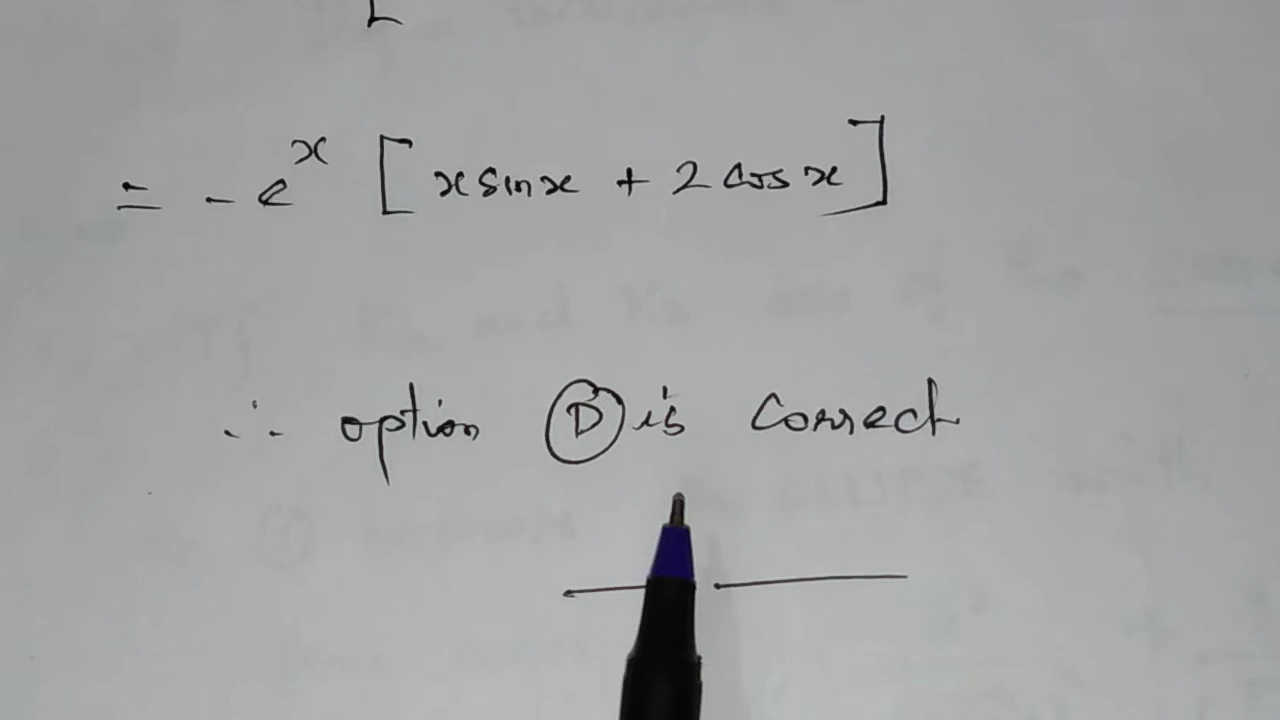 = - e^x [x sin x + 2 cos x]
∴ option Ⓓ is correct